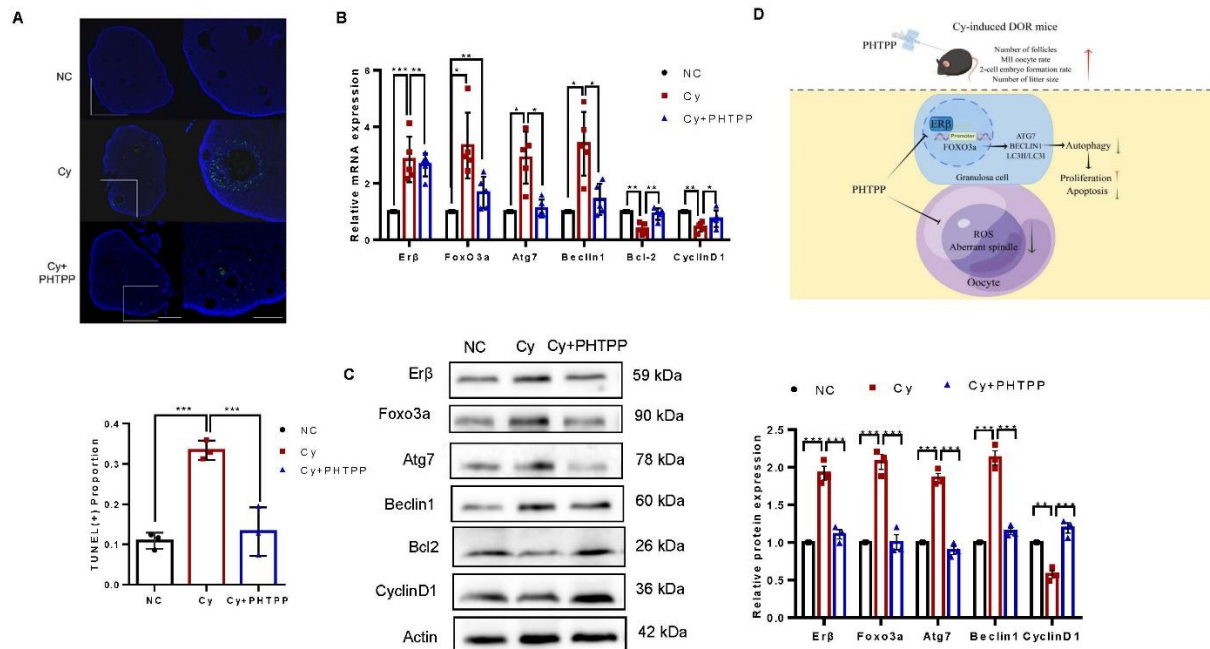 A
NC
Cy
Cy+
PHTPP
TUNEL(+) Proportion
0.4
0.3
0.2
0.1
0.0
***
***
NC
Cy
Cy+PHTPP
NC
Cy
Cy+PHTPP
B
Relative mRNA expression
6
4
2
0
*** **
**
*
* *
* *
** **
** *
NC
Cy
Cy+PHTPP
Erβ FoxO3a Atg7 Beclin1 Bcl-2 CyclinD1
C
NC Cy Cy+PHTPP
Erβ 59 kDa
Foxo3a 90 kDa
Atg7 78 kDa
Beclin1 60 kDa
Bcl2 26 kDa
CyclinD1 36 kDa
Actin 42 kDa
NC Cy Cy+PHTPP
Relative protein expression
2.5
2.0
1.5
1.0
0.5
0.0
*** ***
*** ***
*** ***
*** ***
** ***
Erβ Foxo3a Atg7 Beclin1 CyclinD1
D
Cy-induced DOR mice
PHTPP
Number of follicles
MII oocyte rate
2-cell embryo formation rate
Number of litter size
ERβ
Promoter
FOXO3a
ATG7
BECLIN1
LC3II/LC3I
Autophagy
Granulosa cell
Proliferation
Apoptosis
PHTPP
ROS
Aberrant spindle
Oocyte